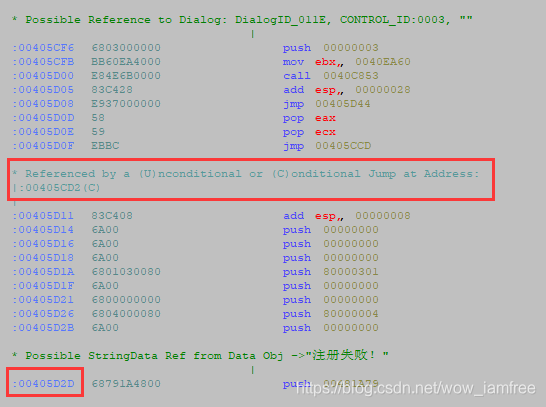 * Possible Reference to Dialog: DialogID_011E, CONTROL_ID:0003, ""
|
:00405CF6 6803000000 push 00000003
:00405CFB BB60EA4000 mov ebx, 0040EA60
:00405D00 E84E6B0000 call 0040C853
:00405D05 83C428 add esp, 00000028
:00405D08 E937000000 jmp 00405D44
:00405D0D 58 pop eax
:00405D0E 59 pop ecx
:00405D0F EBBC jmp 00405CCD
* Referenced by a (U)nconditional or (C)onditional Jump at Address:
|:00405CD2(C)
|
:00405D11 83C408 add esp, 00000008
:00405D14 6A00 push 00000000
:00405D16 6A00 push 00000000
:00405D18 6A00 push 00000000
:00405D1A 6801030080 push 80000301
:00405D1F 6A00 push 00000000
:00405D21 6800000000 push 00000000
:00405D26 6804000080 push 80000004
:00405D2B 6A00 push 00000000
* Possible StringData Ref from Data Obj ->"注册失败！"
|
:00405D2D 68791A4800 push 00481A79
https://blog.csdn.net/wow_iamfree